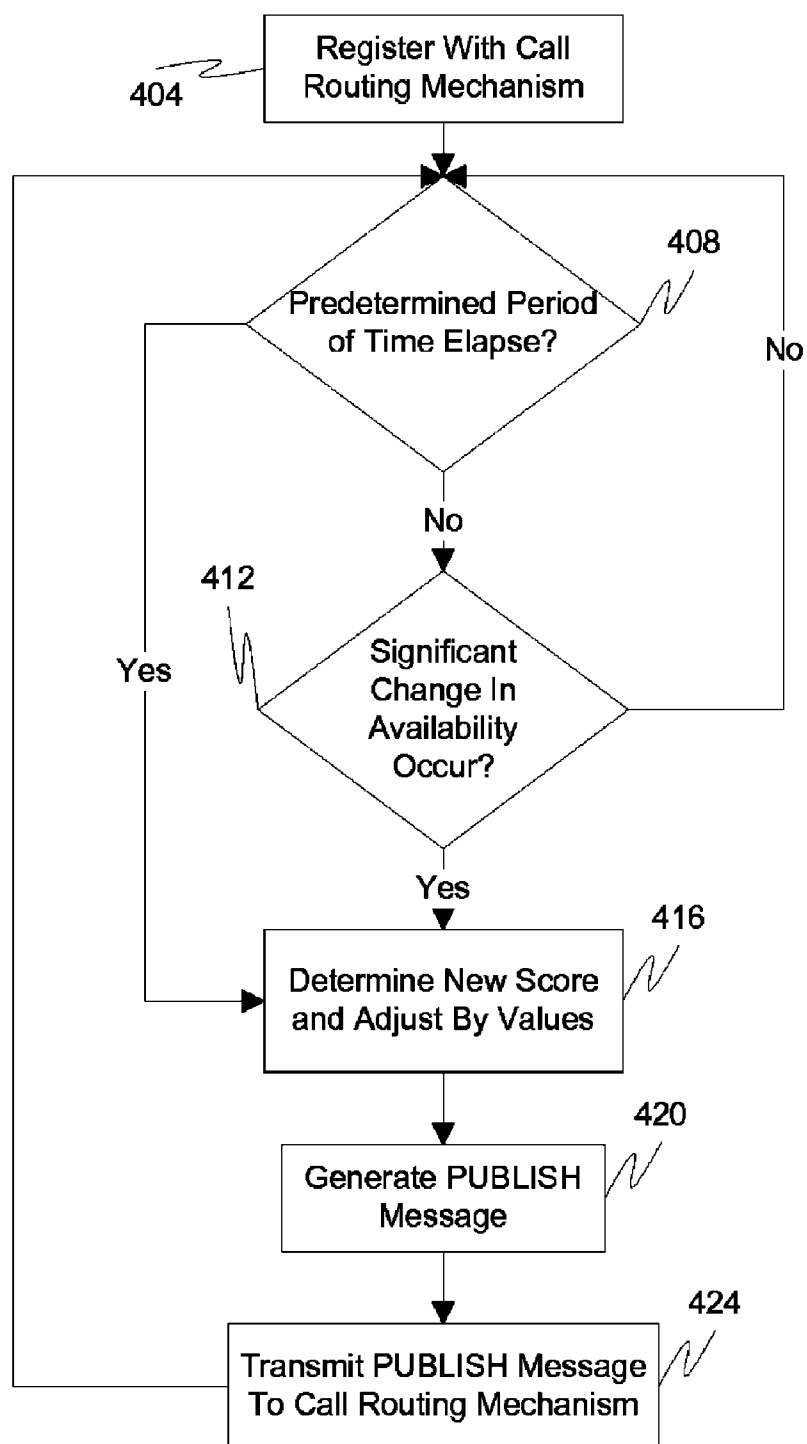 Register With Call
Routing Mechanism
404
408
Predetermined Period
of Time Elapse?
No
No
412
Significant
Change In
Availability
Occur?
Yes
Yes
416
Determine New Score
and Adjust By Values
420
Generate PUBLISH
Message
424
Transmit PUBLISH Message
To Call Routing Mechanism